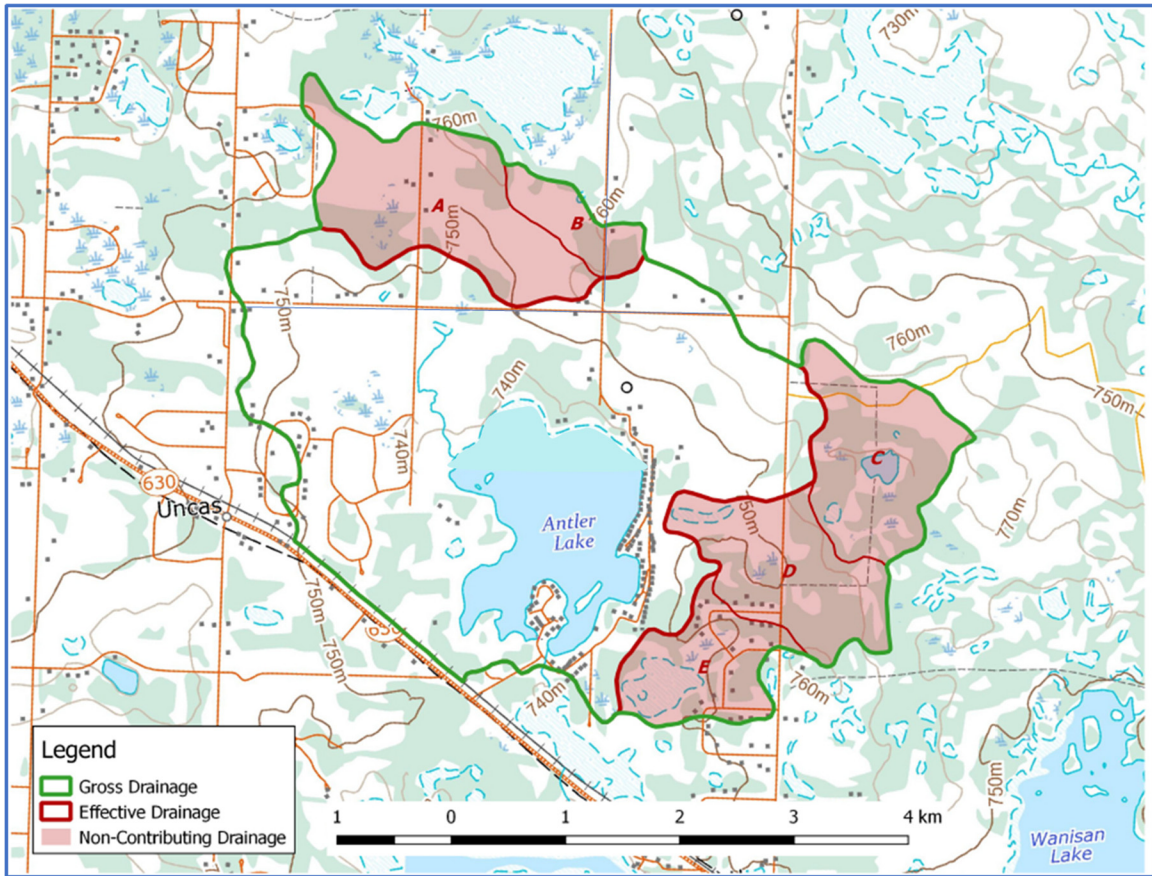 730m
760m
A
B
760m
750m
750m
760m
750m
740m
C
740m
630
Uncas
Antler
Lake
750m
770m
D
750m
630
750m
E
740m
760m
750m
Wanisan
Lake
Legend
Gross Drainage
Effective Drainage
Non-Contributing Drainage
1 0 1 2 3 4 km